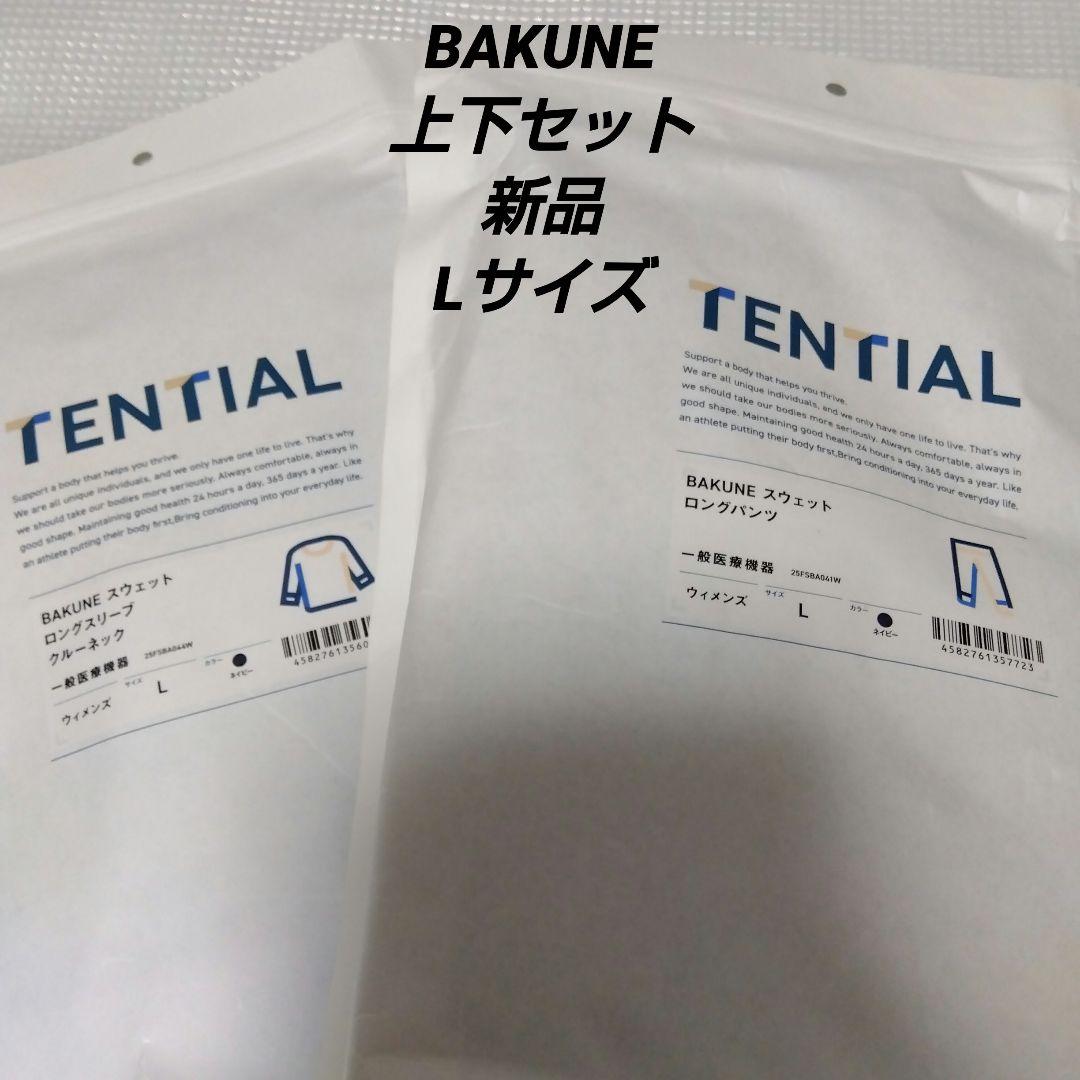 BAKUNE
上下セット
新品
Lサイズ
TENTIAL
Support a body that helps you thrive.
We are all unique individuals, and we only have one life to live. That's why
we should take our bodies more seriously. Always comfortable, always in
good shape. Maintaining good health 24 hours a day, 365 days a year. Like
an athlete putting their body first,Bring conditioning into your everyday life.
BAKUNE スウェット
ロングスリーブ
クルーネック
一般医療機器 25FSBA044W
ウィメンズ サイズ L カラー ネイビー
45827613560
TENTIAL
Support a body that helps you thrive.
We are all unique individuals, and we only have one life to live. That's why
we should take our bodies more seriously. Always comfortable, always in
good shape. Maintaining good health 24 hours a day, 365 days a year. Like
an athlete putting their body first,Bring conditioning into your everyday life.
BAKUNE スウェット
ロングパンツ
一般医療機器 25FSBA041W
ウィメンズ サイズ L カラー ネイビー
4582761357723